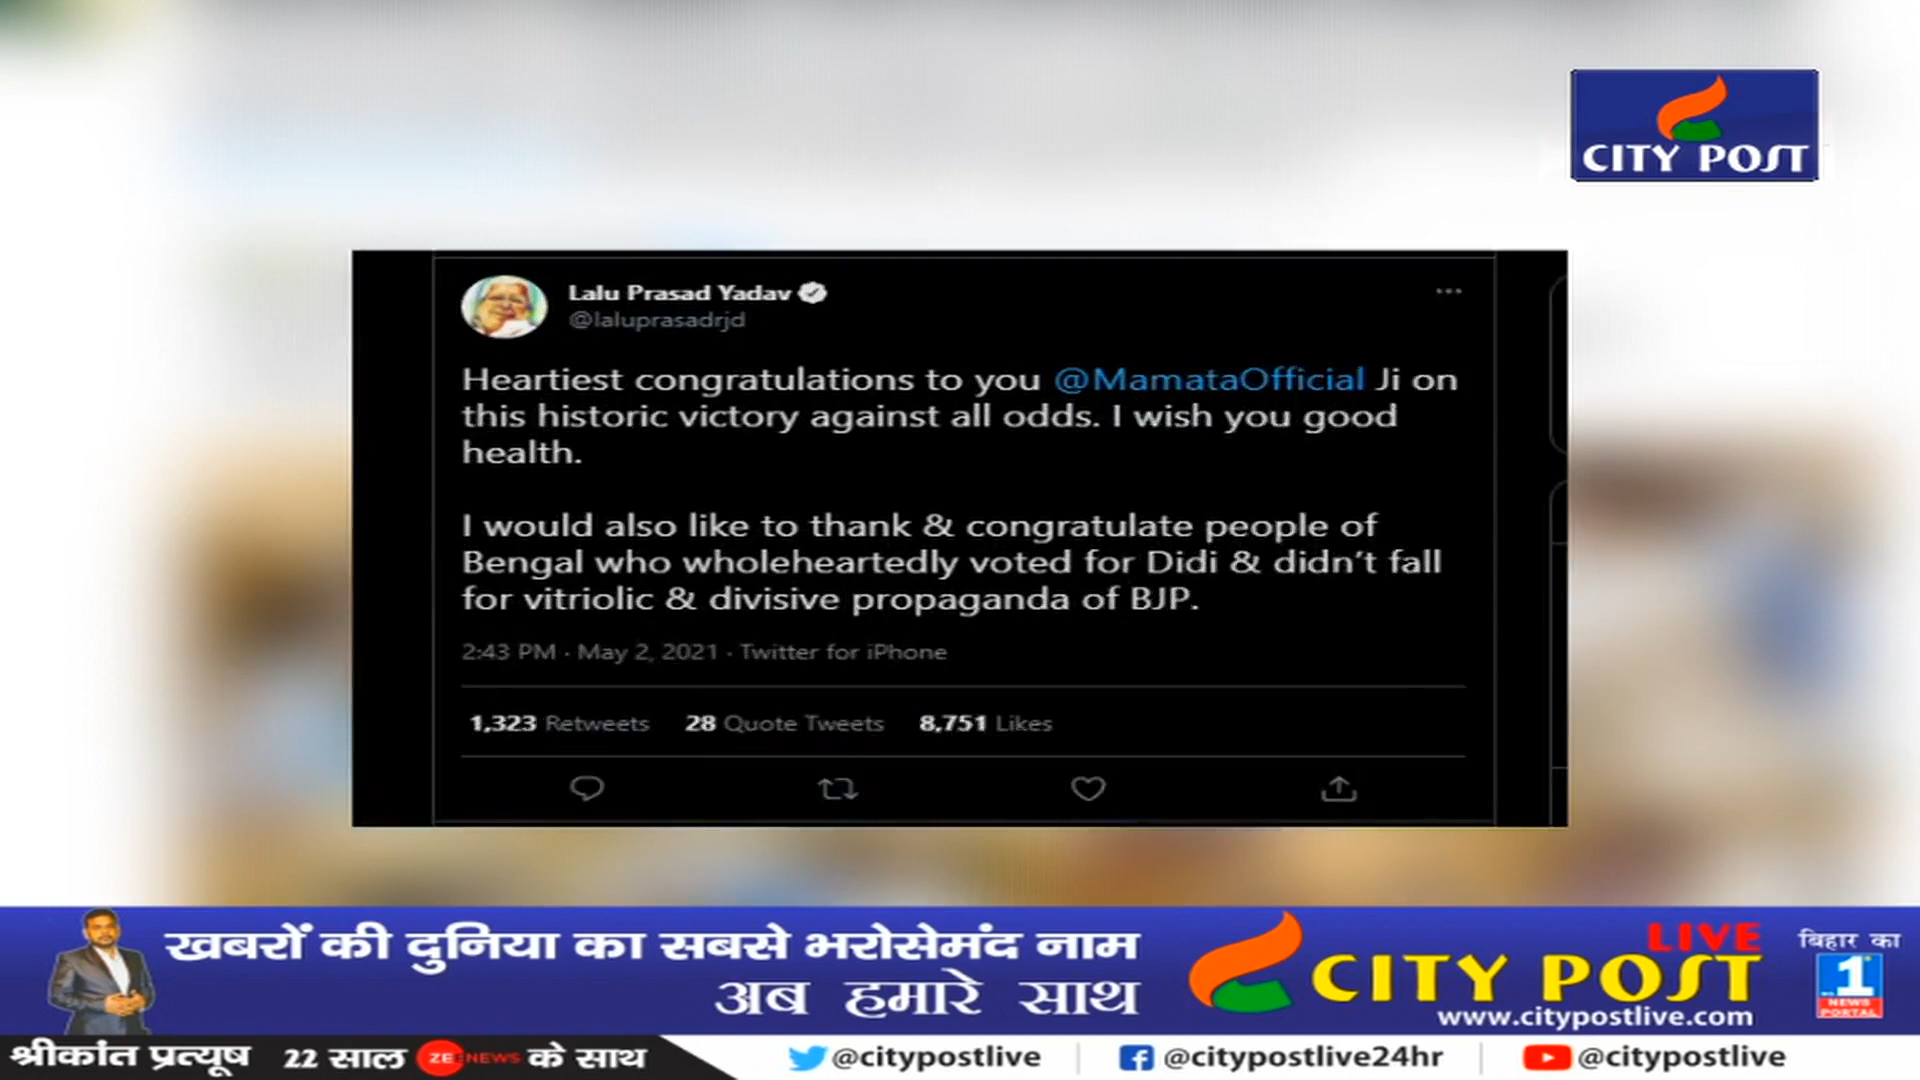 CITY POST
Lalu Prasad Yadav
@laluprasadrjd
Heartiest congratulations to you @MamataOfficial Ji on
this historic victory against all odds. I wish you good
health.
I would also like to thank & congratulate people of
Bengal who wholeheartedly voted for Didi & didn't fall
for vitriolic & divisive propaganda of BJP.
2:43 PM · May 2, 2021 · Twitter for iPhone
1,323 Retweets 28 Quote Tweets 8,751 Likes
खबरों की दुनिया का सबसे भरोसेमंद नाम
अब हमारे साथ
LIVE
CITY POST
www.citypostlive.com
बिहार का
1
NEWS
PORTAL
श्रीकांत प्रत्यूष 22 साल ZEE NEWS के साथ
@citypostlive @citypostlive24hr @citypostlive